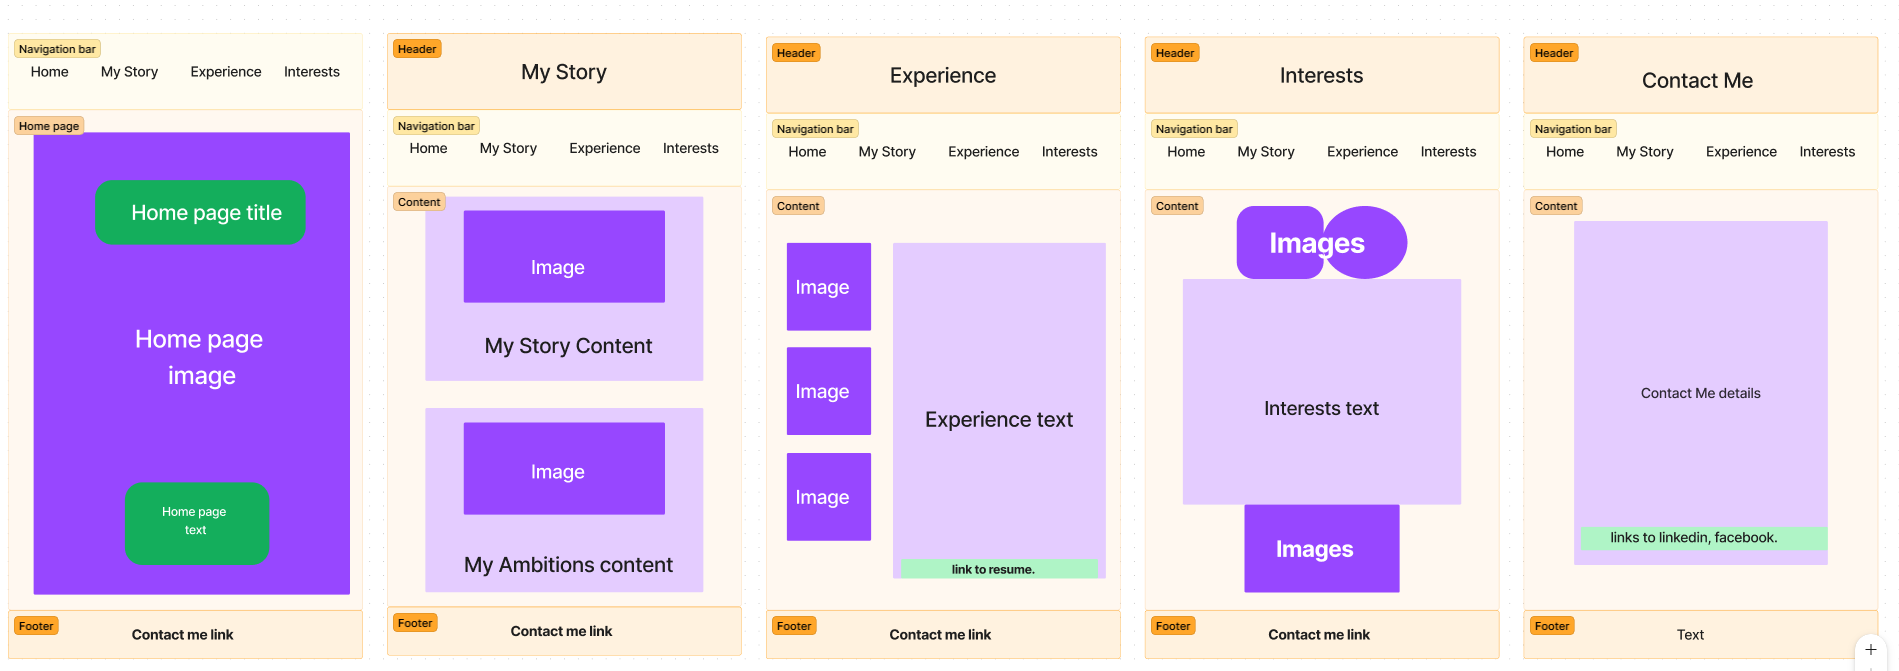 Navigation bar
Home My Story Experience Interests
Home page
Home page title
Home page
image
Home page
text
Footer
Contact me link
Header
My Story
Navigation bar
Home My Story Experience Interests
Content
Image
My Story Content
Image
My Ambitions content
Footer
Contact me link
Header
Experience
Navigation bar
Home My Story Experience Interests
Content
Image
Image
Image
Experience text
link to resume.
Footer
Contact me link
Header
Interests
Navigation bar
Home My Story Experience Interests
Content
Images
Interests text
Images
Footer
Contact me link
Header
Contact Me
Navigation bar
Home My Story Experience Interests
Content
Contact Me details
links to linkedin, facebook.
Footer
Text